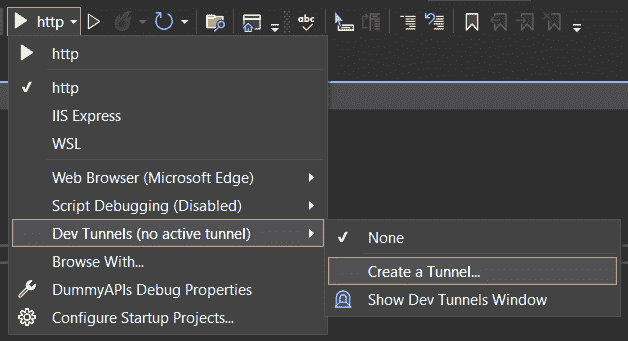 http
abc
http
http
IIS Express
WSL
Web Browser (Microsoft Edge)
Script Debugging (Disabled)
Dev Tunnels (no active tunnel)
None
Browse With...
Create a Tunnel...
DummyAPIs Debug Properties
Show Dev Tunnels Window
Configure Startup Projects...